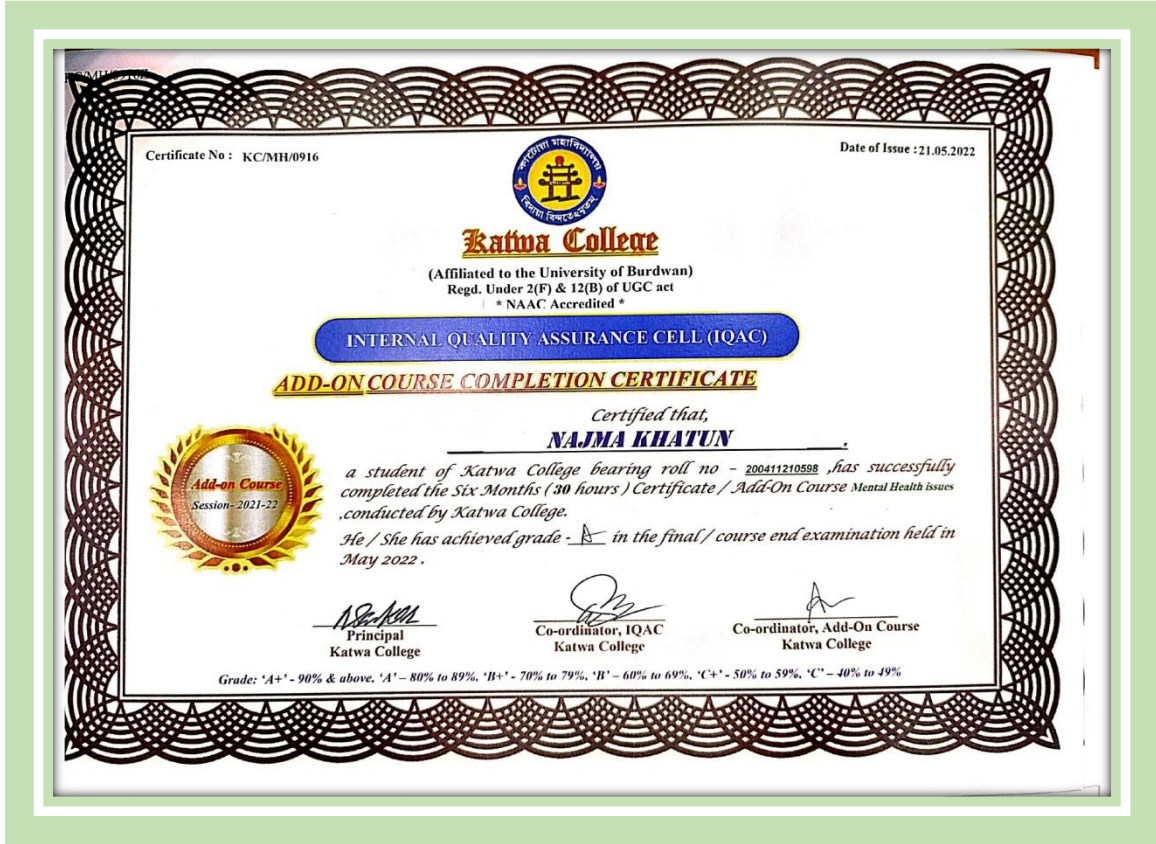 Certificate No : KC/MH/0916
Date of Issue :21.05.2022
কাটোয়া মহাবিদ্যালয়
Katwa College
(Affiliated to the University of Burdwan)
Regd. Under 2(F) & 12(B) of UGC act
* NAAC Accredited *
INTERNAL QUALITY ASSURANCE CELL (IQAC)
ADD-ON COURSE COMPLETION CERTIFICATE
Certified that,
NAJMA KHATUN .
a student of Katwa College bearing roll no - 200411210598 ,has successfully
completed the Six Months ( 30 hours ) Certificate / Add-On Course Mental Health issues
,conducted by Katwa College.
He / She has achieved grade - A in the final / course end examination held in
May 2022 .
Add-on Course
Session- 2021-22
Principal
Katwa College
Co-ordinator, IQAC
Katwa College
Co-ordinator, Add-On Course
Katwa College
Grade: 'A+' - 90% & above, 'A' – 80% to 89%, 'B+' - 70% to 79%, 'B' – 60% to 69%, 'C+' - 50% to 59%, 'C' – 40% to 49%